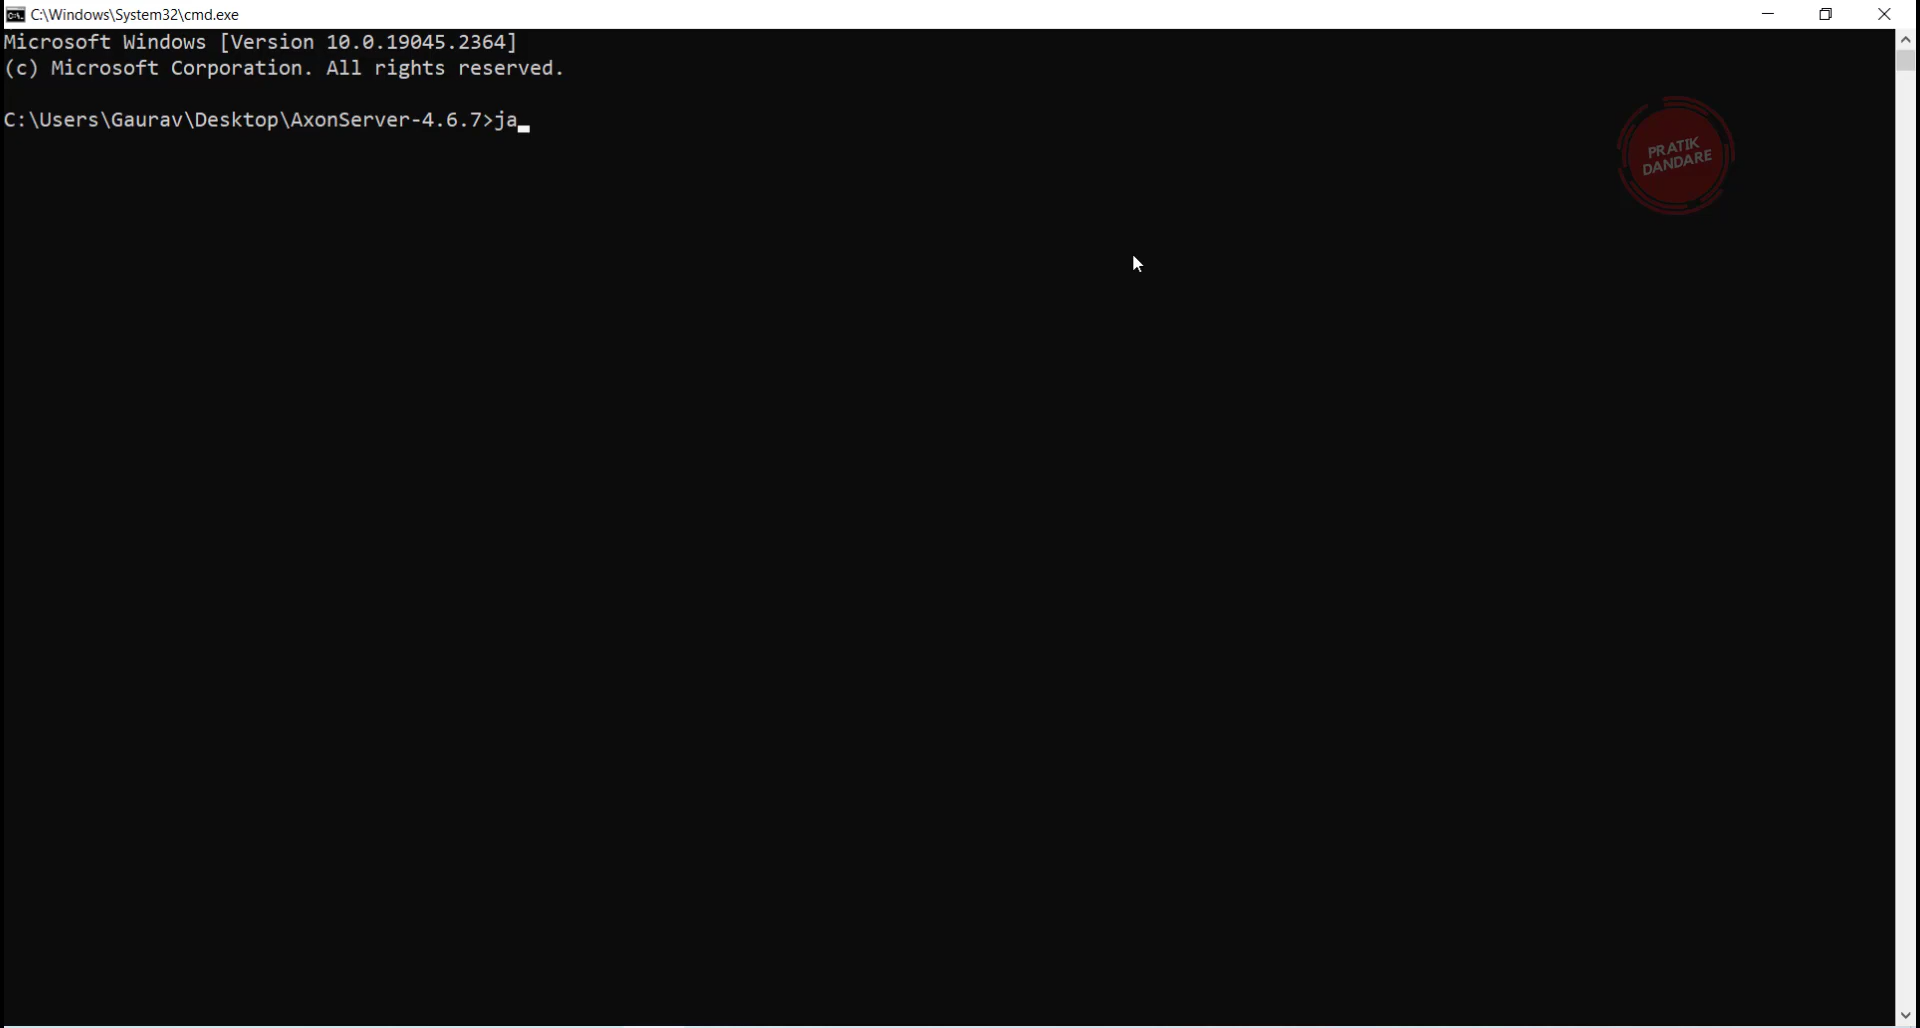 C:\Windows\System32\cmd.exe
Microsoft Windows [Version 10.0.19045.2364]
(c) Microsoft Corporation. All rights reserved.
C:\Users\Gaurav\Desktop\AxonServer-4.6.7>ja
PRATIK
DANDARE